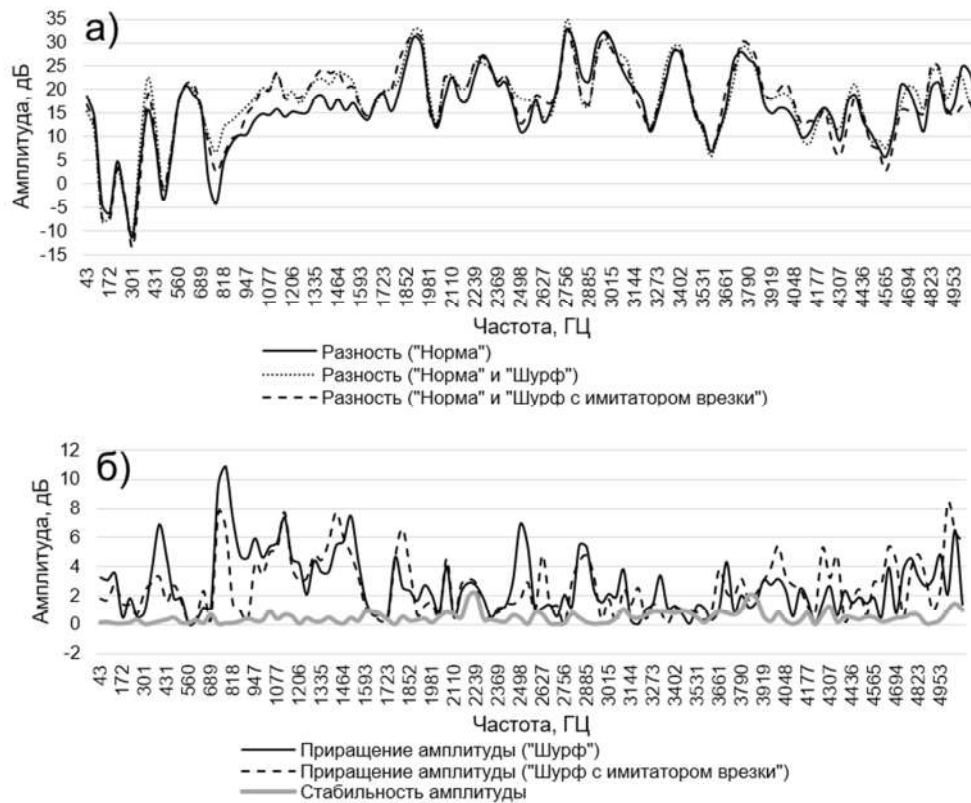 а)
Амплитуда, дБ
35
30
25
20
15
10
5
0
-5
-10
-15
43 172 301 431 560 689 818 947 1077 1206 1335 1464 1593 1723 1852 1981 2110 2239 2369 2498 2627 2756 2885 3015 3144 3273 3402 3531 3661 3790 3919 4048 4177 4307 4436 4565 4694 4823 4953
Частота, ГЦ
Разность ("Норма")
Разность ("Норма" и "Шурф")
Разность ("Норма" и "Шурф с имитатором врезки")
б)
Амплитуда, дБ
12
10
8
6
4
2
0
-2
43 172 301 431 560 689 818 947 1077 1206 1335 1464 1593 1723 1852 1981 2110 2239 2369 2498 2627 2756 2885 3015 3144 3273 3402 3531 3661 3790 3919 4048 4177 4307 4436 4565 4694 4823 4953
Частота, ГЦ
Приращение амплитуды ("Шурф")
Приращение амплитуды ("Шурф с имитатором врезки")
Стабильность амплитуды